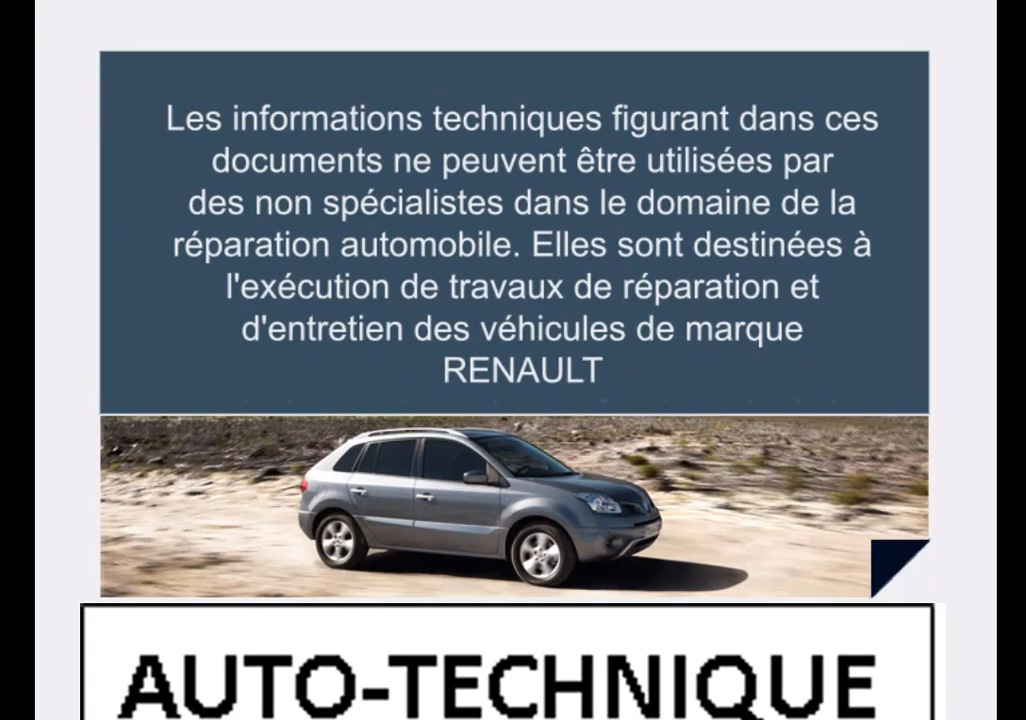 Les informations techniques figurant dans ces
documents ne peuvent être utilisées par
des non spécialistes dans le domaine de la
réparation automobile. Elles sont destinées à
l'exécution de travaux de réparation et
d'entretien des véhicules de marque
RENAULT
AUTO-TECHNIQUE